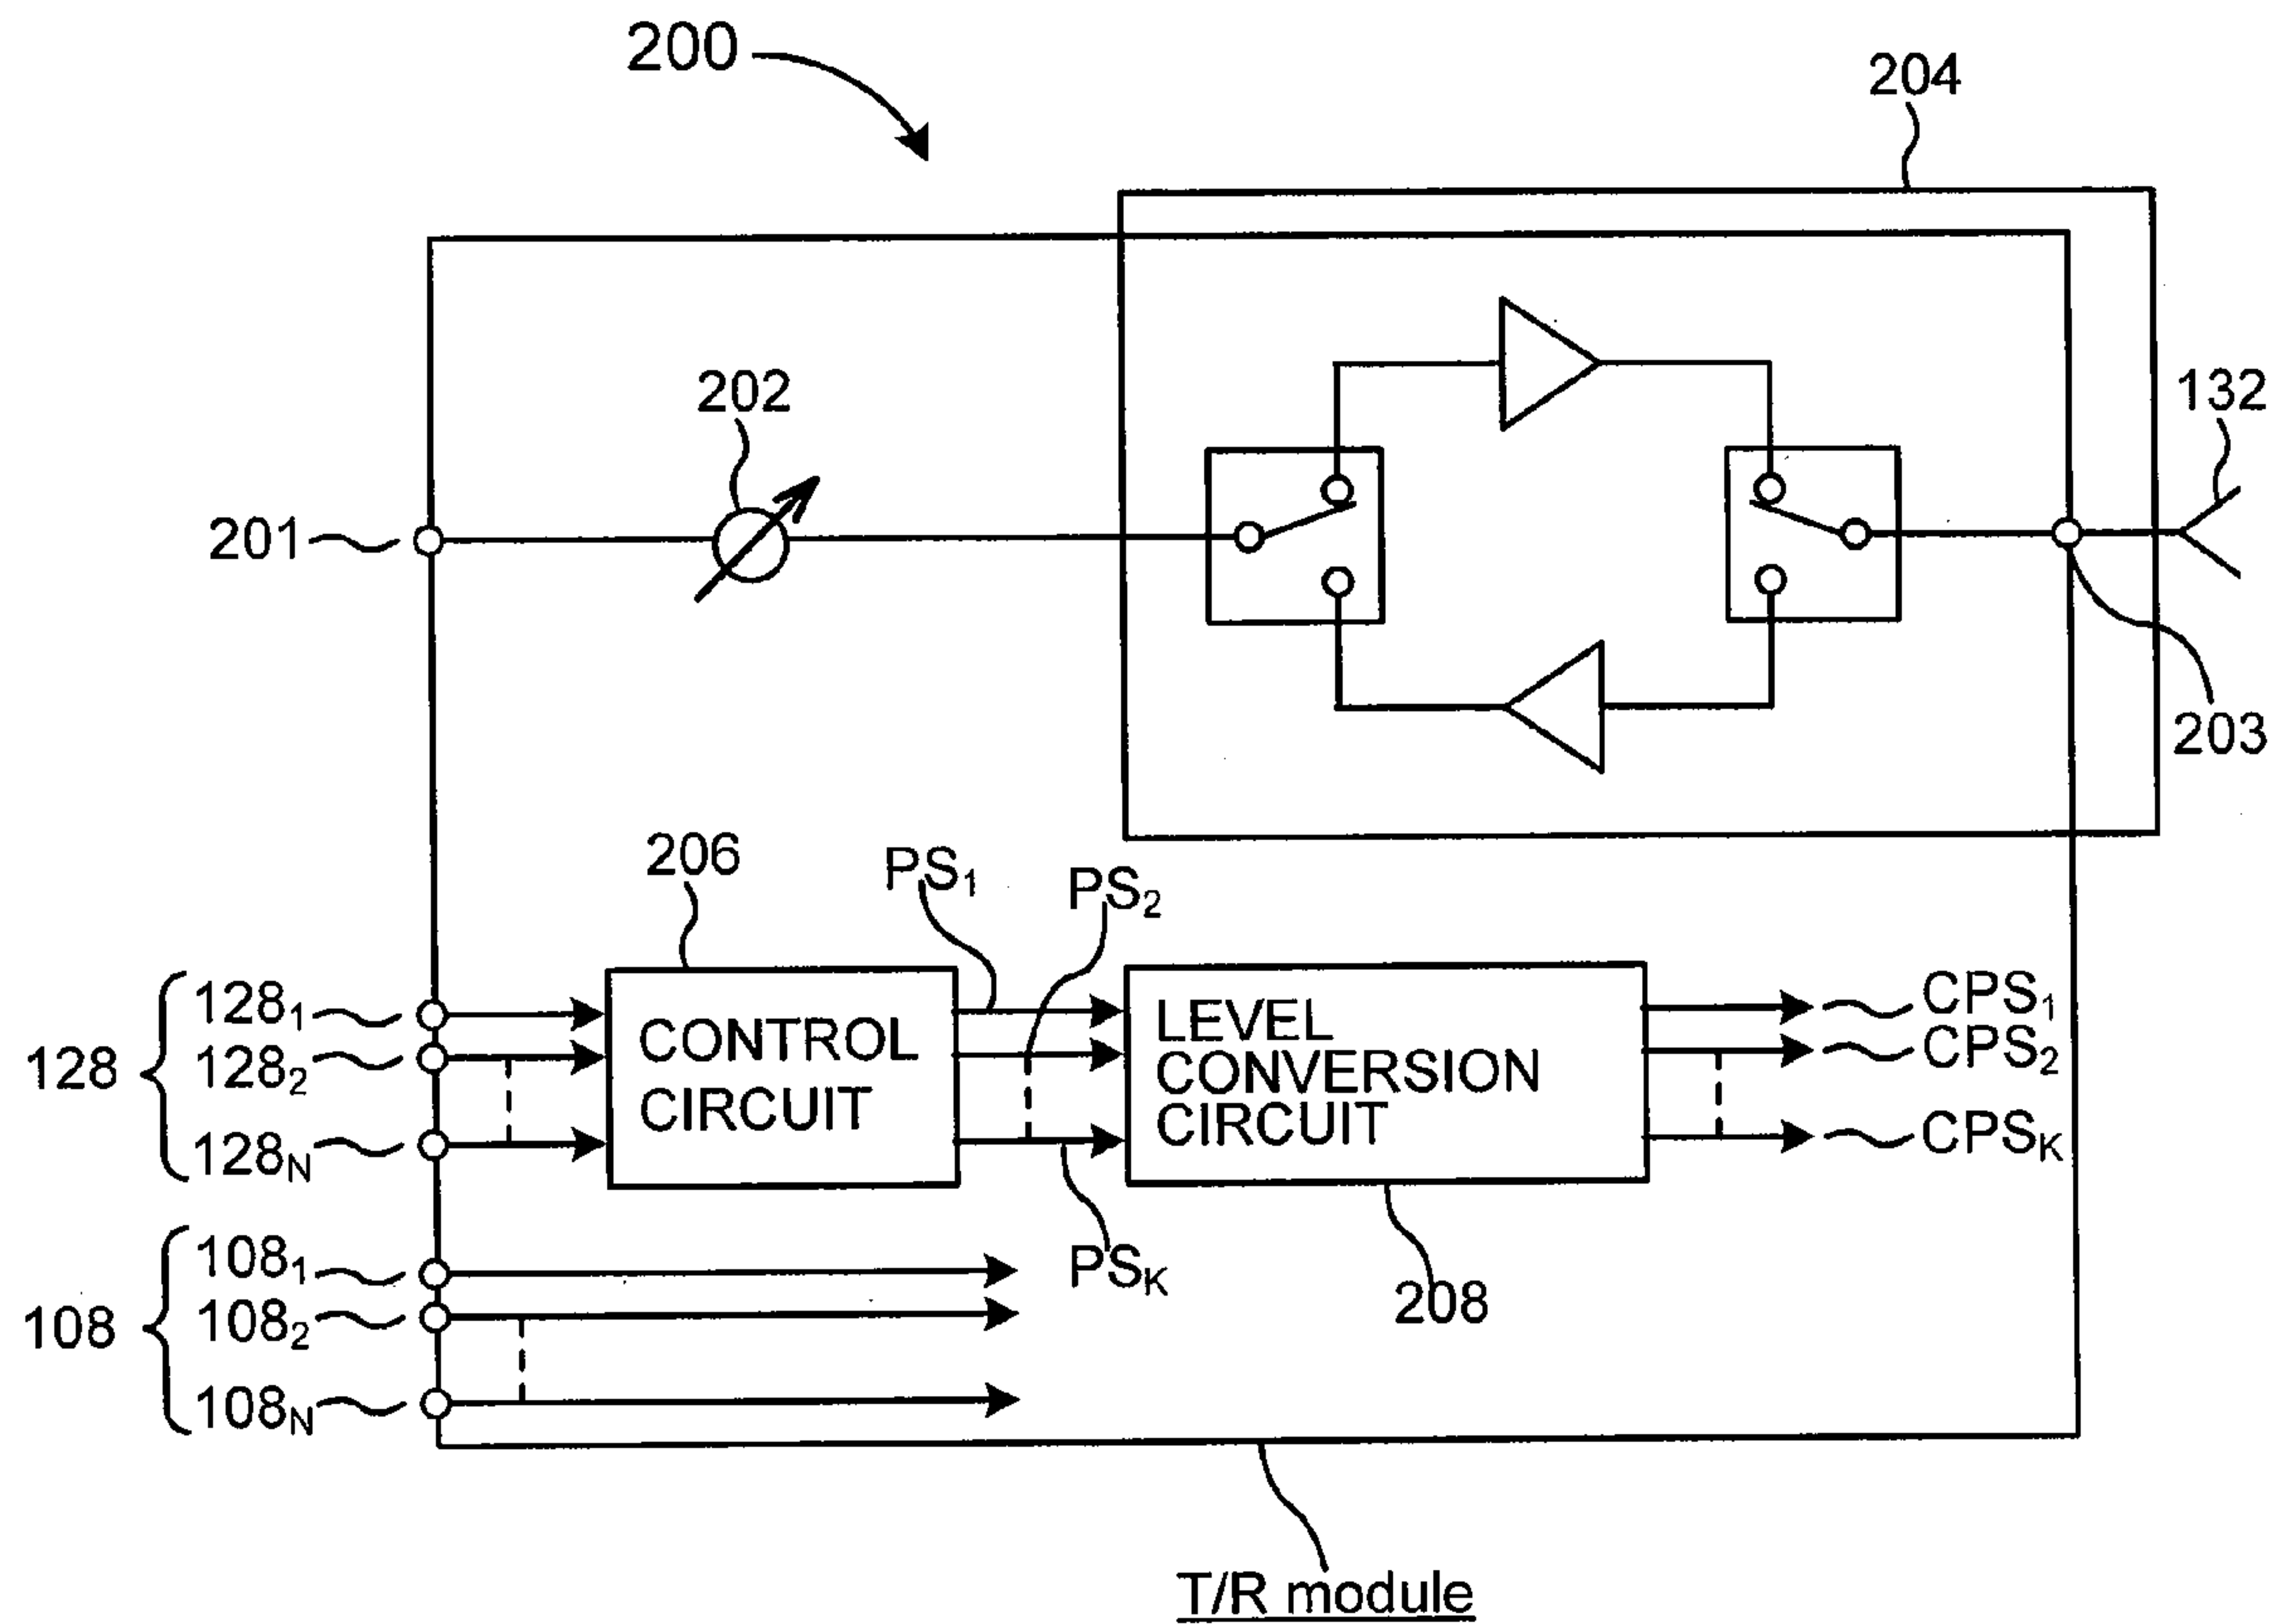 200
204
202
132
201
203
206
PS1
PS2
128
1281
1282
128N
CONTROL
CIRCUIT
LEVEL
CONVERSION
CIRCUIT
CPS1
CPS2
CPSK
108
1081
1082
108N
PSK
208
T/R module